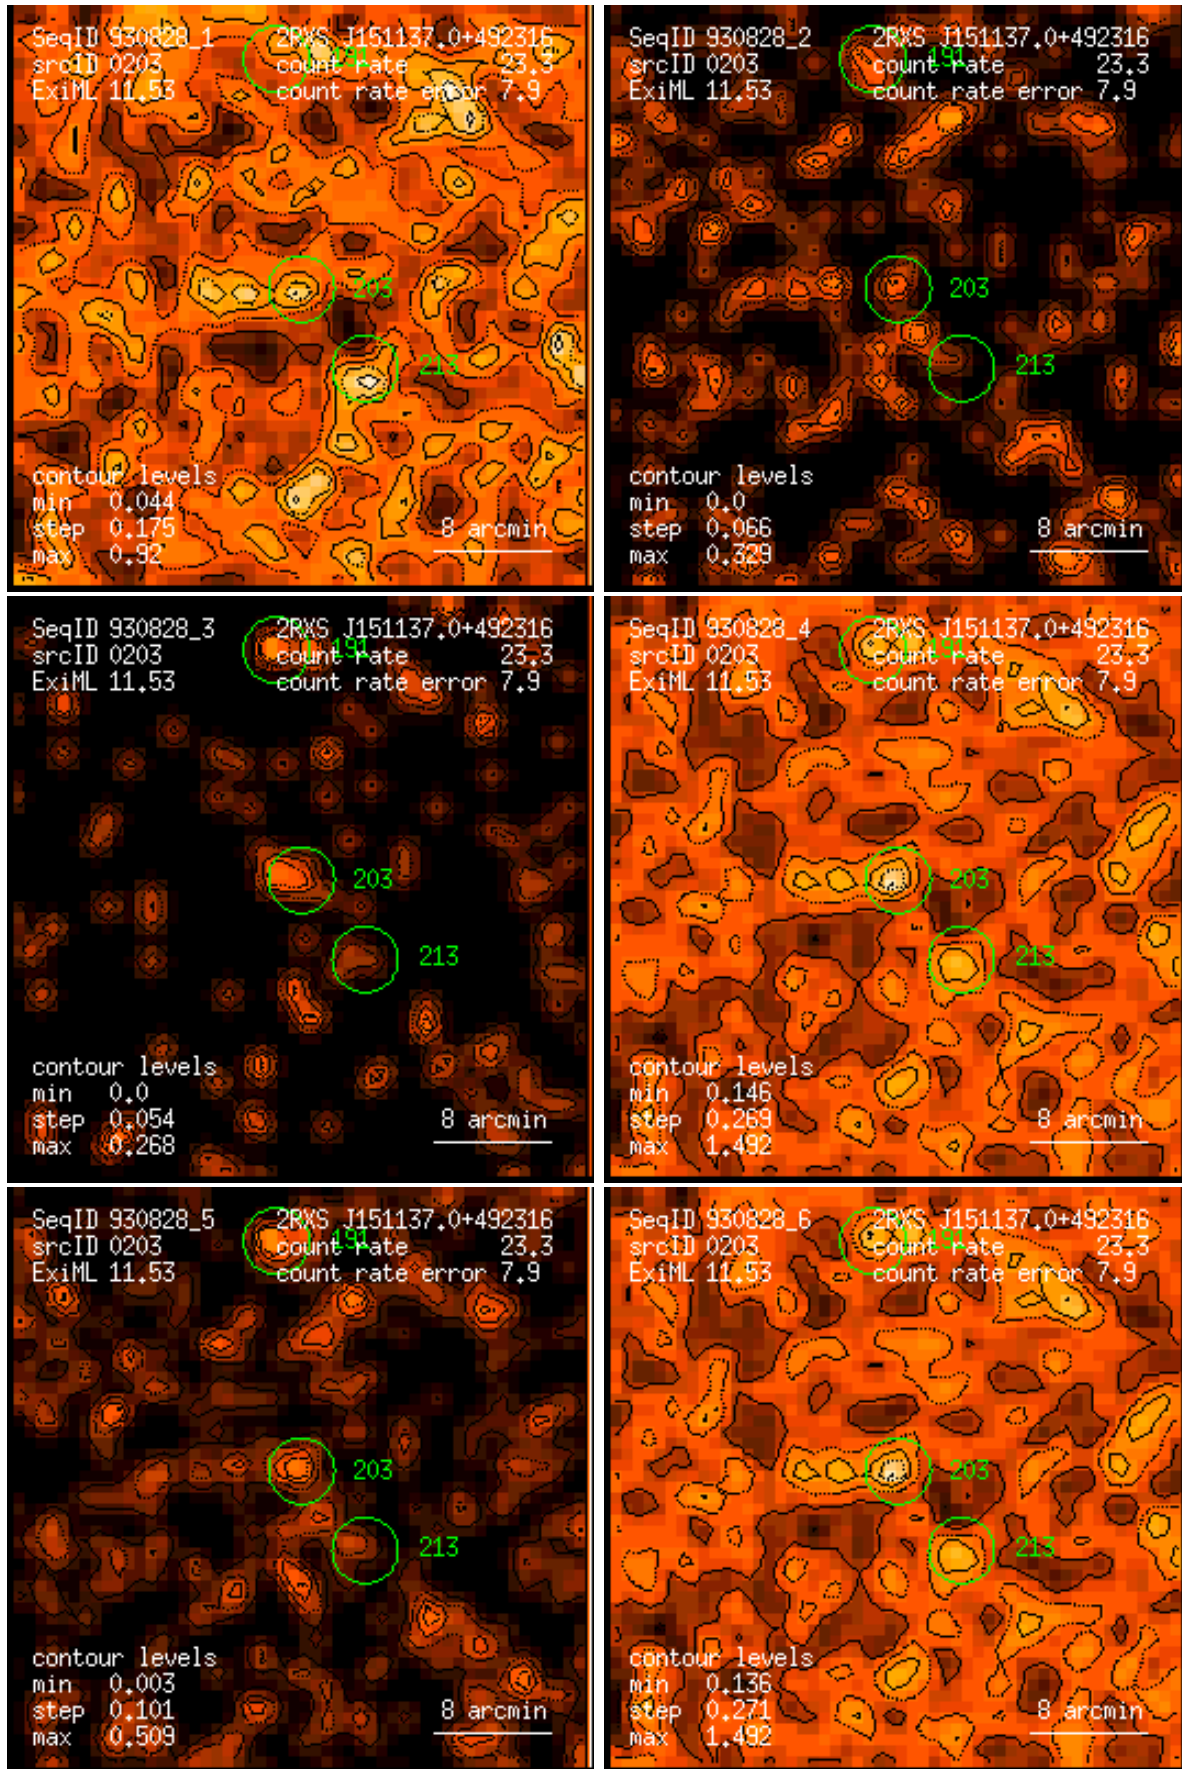 SeqID 930828_1 2RXS J151137.0+492316
srcID 0203 count rate 23.3
191
ExiML 11.53 count rate error 7.9
203
213
contour levels
min 0.044
step 0.175 8 arcmin
max 0.92
SeqID 930828_2 2RXS J151137.0+492316
srcID 0203 count rate 23.3
191
ExiML 11.53 count rate error 7.9
203
213
contour levels
min 0.0
step 0.066 8 arcmin
max 0.329
SeqID 930828_3 2RXS J151137.0+492316
srcID 0203 count rate 23.3
191
ExiML 11.53 count rate error 7.9
203
213
contour levels
min 0.0
step 0.054 8 arcmin
max 0.268
SeqID 930828_4 2RXS J151137.0+492316
srcID 0203 count rate 23.3
191
ExiML 11.53 count rate error 7.9
203
213
contour levels
min 0.146
step 0.269 8 arcmin
max 1.492
SeqID 930828_5 2RXS J151137.0+492316
srcID 0203 count rate 23.3
191
ExiML 11.53 count rate error 7.9
203
213
contour levels
min 0.003
step 0.101 8 arcmin
max 0.509
SeqID 930828_6 2RXS J151137.0+492316
srcID 0203 count rate 23.3
191
ExiML 11.53 count rate error 7.9
203
213
contour levels
min 0.136
step 0.271 8 arcmin
max 1.492